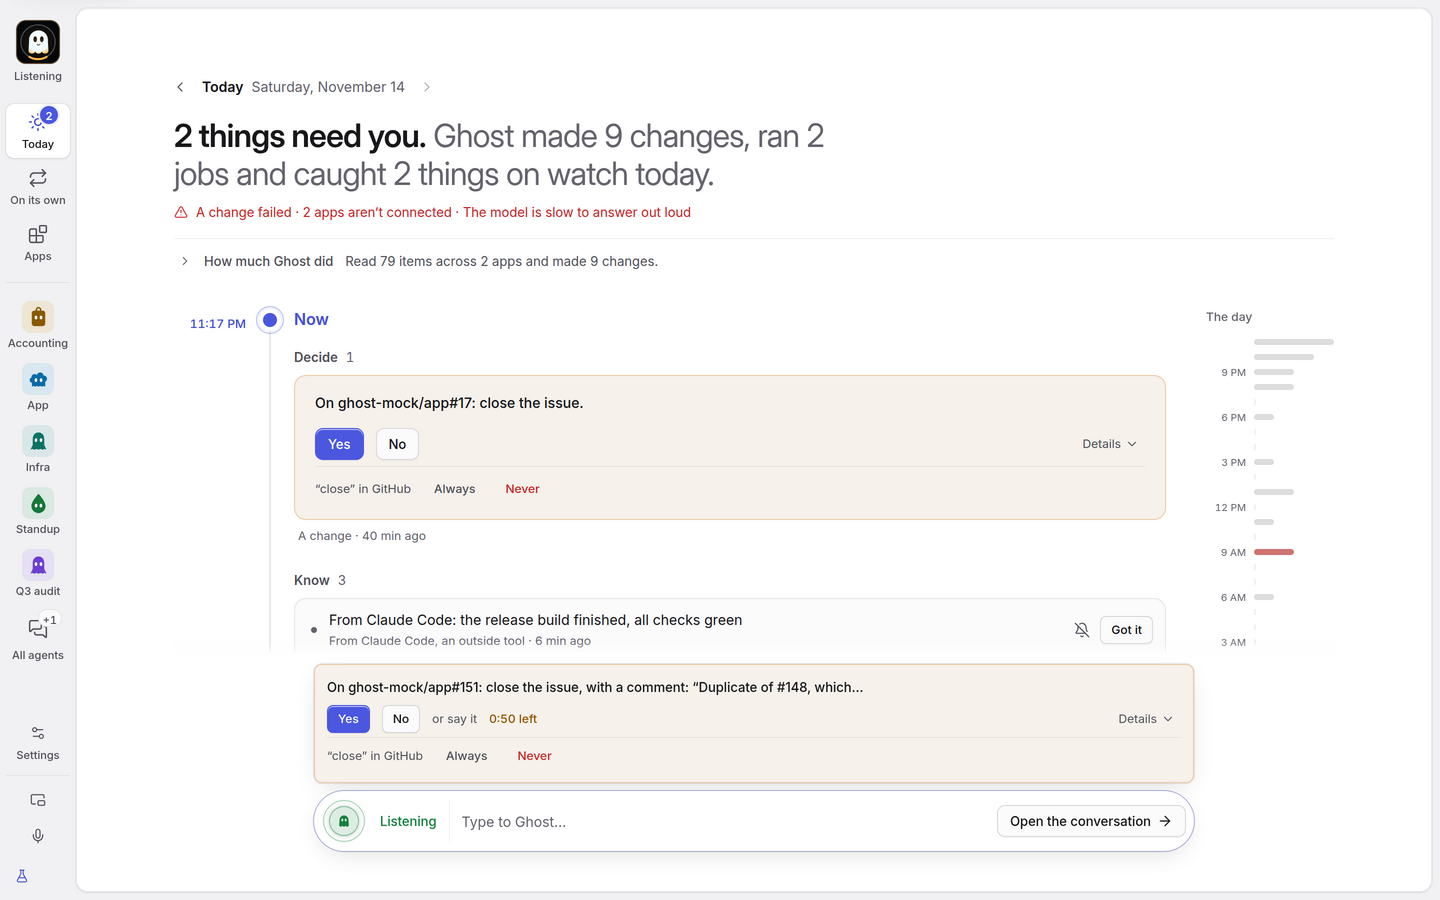 Listening
2
Today
On its own
Apps
Accounting
App
Infra
Standup
Q3 audit
+1
All agents
Settings
Today Saturday, November 14
2 things need you. Ghost made 9 changes, ran 2
jobs and caught 2 things on watch today.
A change failed · 2 apps aren’t connected · The model is slow to answer out loud
How much Ghost did Read 79 items across 2 apps and made 9 changes.
11:17 PM Now
Decide 1
On ghost-mock/app#17: close the issue.
Yes No Details
“close” in GitHub Always Never
A change · 40 min ago
Know 3
From Claude Code: the release build finished, all checks green
From Claude Code, an outside tool · 6 min ago
Got it
The day
9 PM
6 PM
3 PM
12 PM
9 AM
6 AM
3 AM
On ghost-mock/app#151: close the issue, with a comment: “Duplicate of #148, which…
Yes No or say it 0:50 left Details
“close” in GitHub Always Never
Listening Type to Ghost… Open the conversation